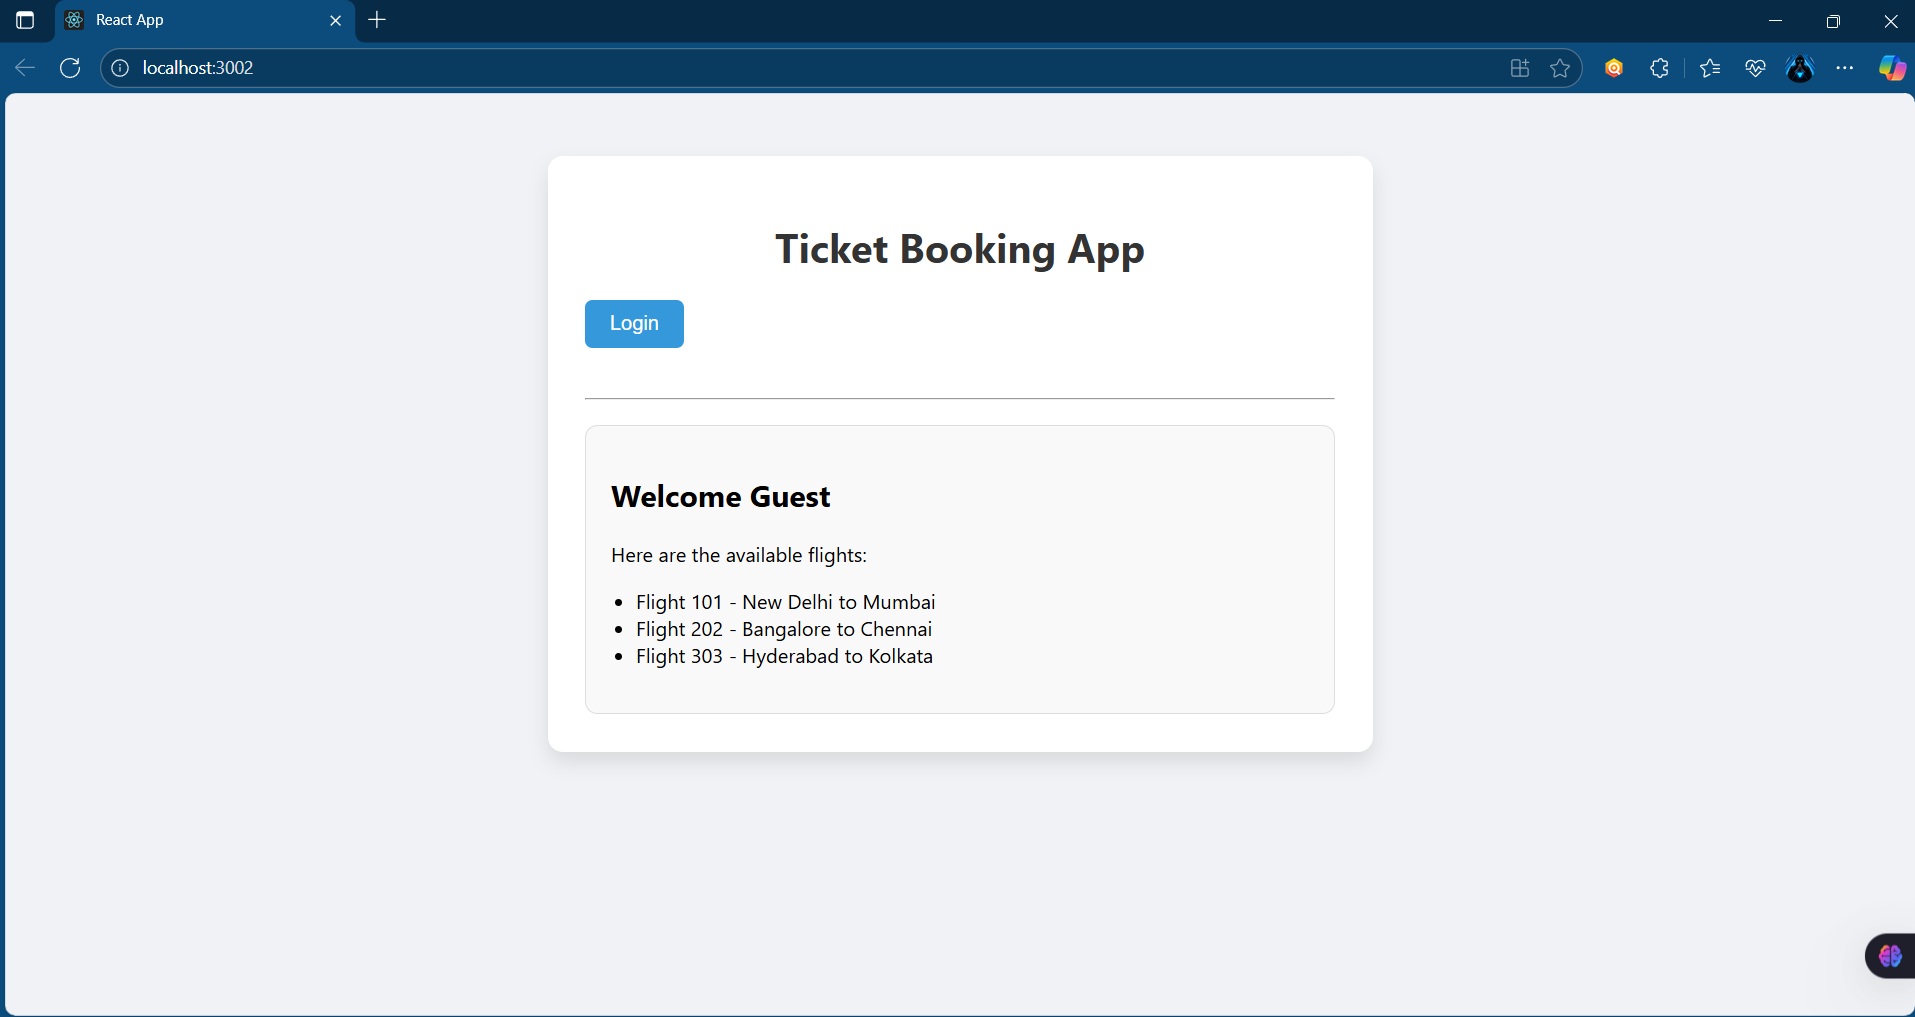 React App
localhost:3002
Ticket Booking App
Login
Welcome Guest
Here are the available flights:
• Flight 101 - New Delhi to Mumbai
• Flight 202 - Bangalore to Chennai
• Flight 303 - Hyderabad to Kolkata